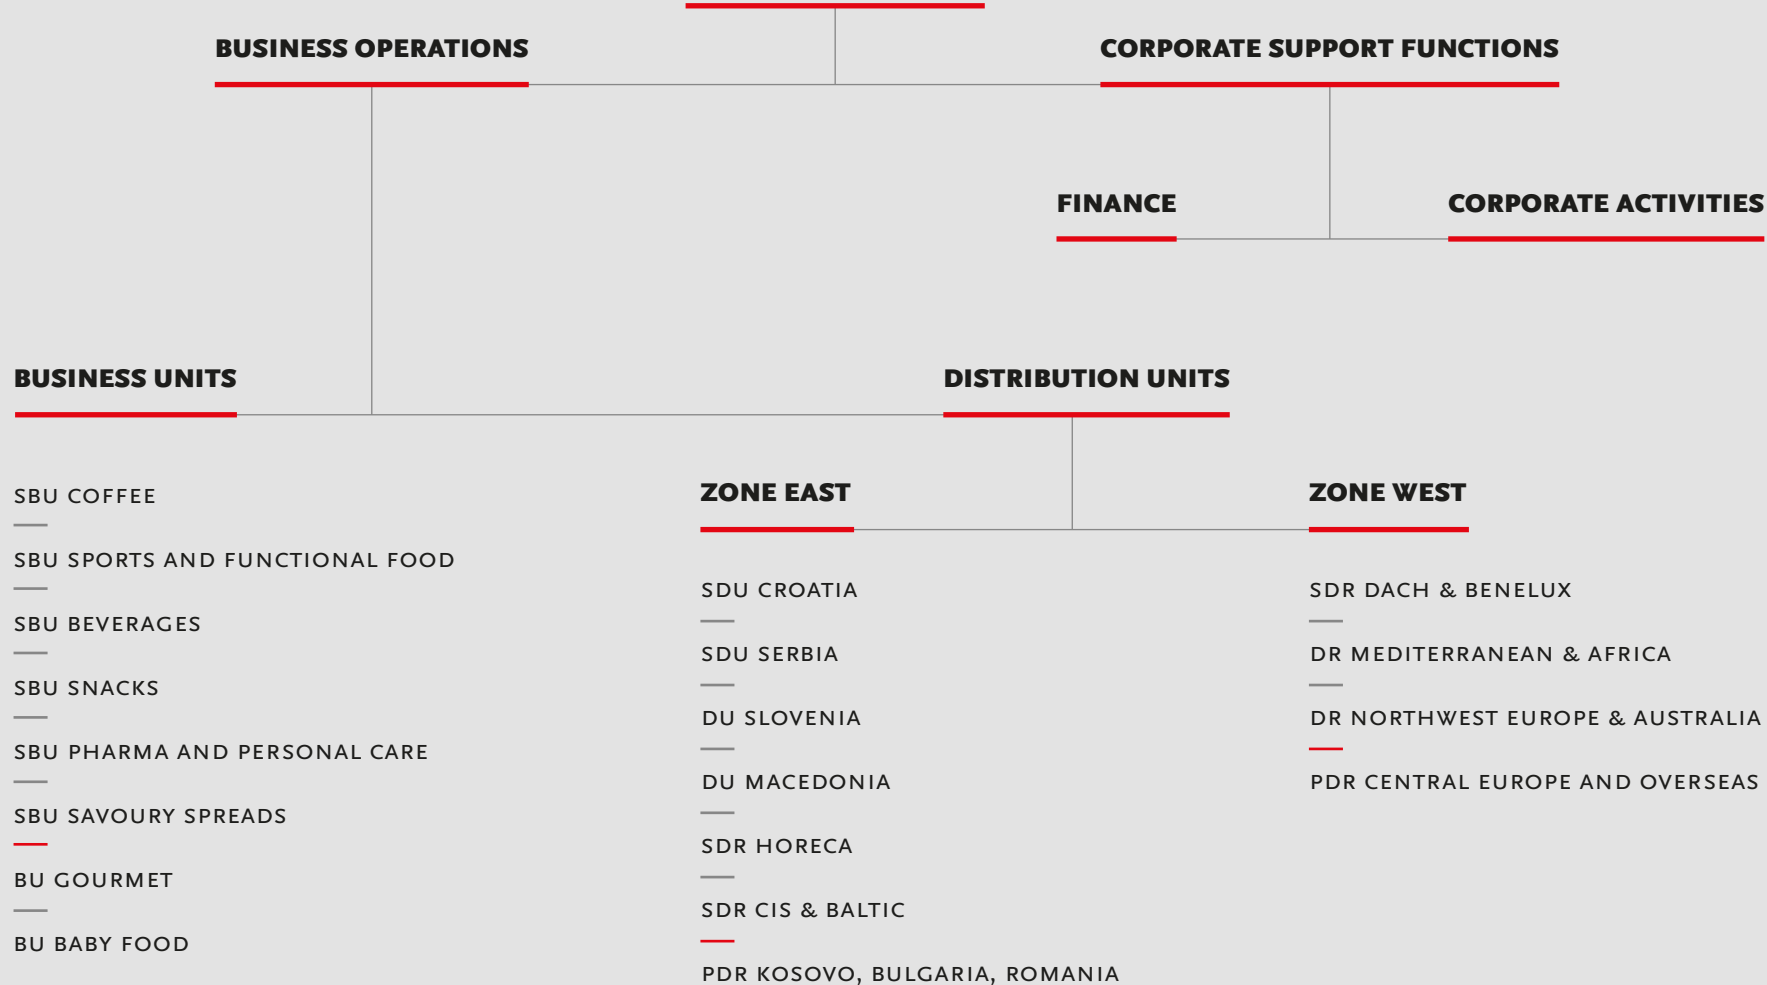 BUSINESS OPERATIONS
CORPORATE SUPPORT FUNCTIONS
FINANCE
CORPORATE ACTIVITIES
BUSINESS UNITS
DISTRIBUTION UNITS
SBU COFFEE
SBU SPORTS AND FUNCTIONAL FOOD
SBU BEVERAGES
SBU SNACKS
SBU PHARMA AND PERSONAL CARE
SBU SAVOURY SPREADS
BU GOURMET
BU BABY FOOD
ZONE EAST
SDU CROATIA
SDU SERBIA
DU SLOVENIA
DU MACEDONIA
SDR HORECA
SDR CIS & BALTIC
PDR KOSOVO, BULGARIA, ROMANIA
ZONE WEST
SDR DACH & BENELUX
DR MEDITERRANEAN & AFRICA
DR NORTHWEST EUROPE & AUSTRALIA
PDR CENTRAL EUROPE AND OVERSEAS